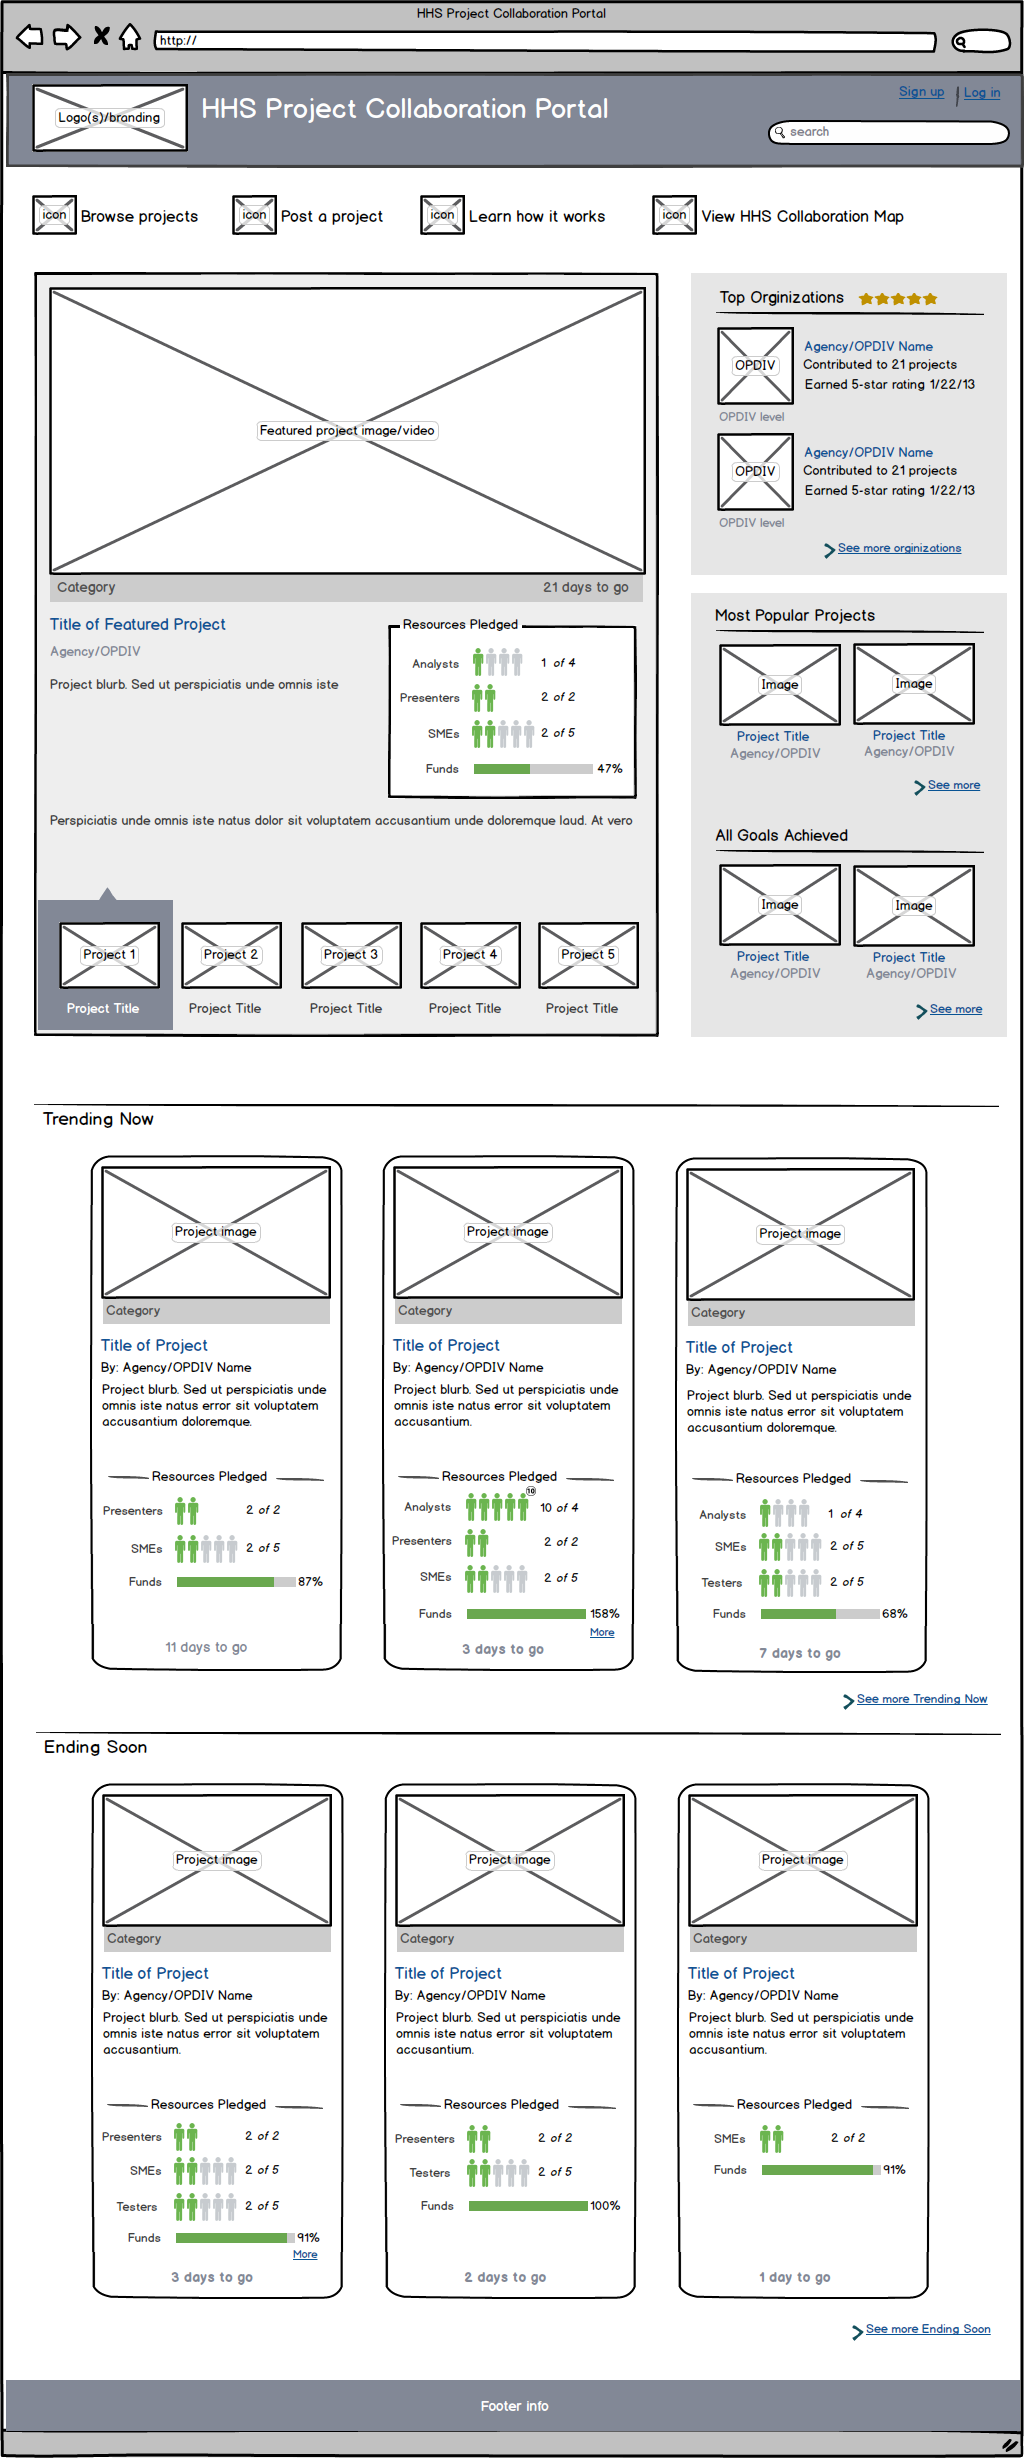 HHS Project Collaboration Portal
http://
Logo(s)/branding
HHS Project Collaboration Portal
Sign up | Log in
search
icon Browse projects
icon Post a project
icon Learn how it works
icon View HHS Collaboration Map
Featured project image/video
Category 21 days to go
Title of Featured Project
Agency/OPDIV
Project blurb. Sed ut perspiciatis unde omnis iste
Resources Pledged
Analysts 1 of 4
Presenters 2 of 2
SMEs 2 of 5
Funds 47%
Perspiciatis unde omnis iste natus dolor sit voluptatem accusantium unde doloremque laud. At vero
Project 1 Project 2 Project 3 Project 4 Project 5
Project Title Project Title Project Title Project Title Project Title
Top Orginizations
OPDIV
Agency/OPDIV Name
Contributed to 21 projects
Earned 5-star rating 1/22/13
OPDIV level
OPDIV
Agency/OPDIV Name
Contributed to 21 projects
Earned 5-star rating 1/22/13
OPDIV level
See more orginizations
Most Popular Projects
Image Image
Project Title Project Title
Agency/OPDIV Agency/OPDIV
See more
All Goals Achieved
Image Image
Project Title Project Title
Agency/OPDIV Agency/OPDIV
See more
Trending Now
Project image
Category
Title of Project
By: Agency/OPDIV Name
Project blurb. Sed ut perspiciatis unde
omnis iste natus error sit voluptatem
accusantium doloremque.
Resources Pledged
Presenters 2 of 2
SMEs 2 of 5
Funds 87%
11 days to go
Project image
Category
Title of Project
By: Agency/OPDIV Name
Project blurb. Sed ut perspiciatis unde
omnis iste natus error sit voluptatem
accusantium.
Resources Pledged
10
Analysts 10 of 4
Presenters 2 of 2
SMEs 2 of 5
Funds 158%
More
3 days to go
Project image
Category
Title of Project
By: Agency/OPDIV Name
Project blurb. Sed ut perspiciatis unde
omnis iste natus error sit voluptatem
accusantium doloremque.
Resources Pledged
Analysts 1 of 4
SMEs 2 of 5
Testers 2 of 5
Funds 68%
7 days to go
See more Trending Now
Ending Soon
Project image
Category
Title of Project
By: Agency/OPDIV Name
Project blurb. Sed ut perspiciatis unde
omnis iste natus error sit voluptatem
accusantium.
Resources Pledged
Presenters 2 of 2
SMEs 2 of 5
Testers 2 of 5
Funds 91%
More
3 days to go
Project image
Category
Title of Project
By: Agency/OPDIV Name
Project blurb. Sed ut perspiciatis unde
omnis iste natus error sit voluptatem
accusantium.
Resources Pledged
Presenters 2 of 2
Testers 2 of 5
Funds 100%
2 days to go
Project image
Category
Title of Project
By: Agency/OPDIV Name
Project blurb. Sed ut perspiciatis unde
omnis iste natus error sit voluptatem
accusantium.
Resources Pledged
SMEs 2 of 2
Funds 91%
1 day to go
See more Ending Soon
Footer info